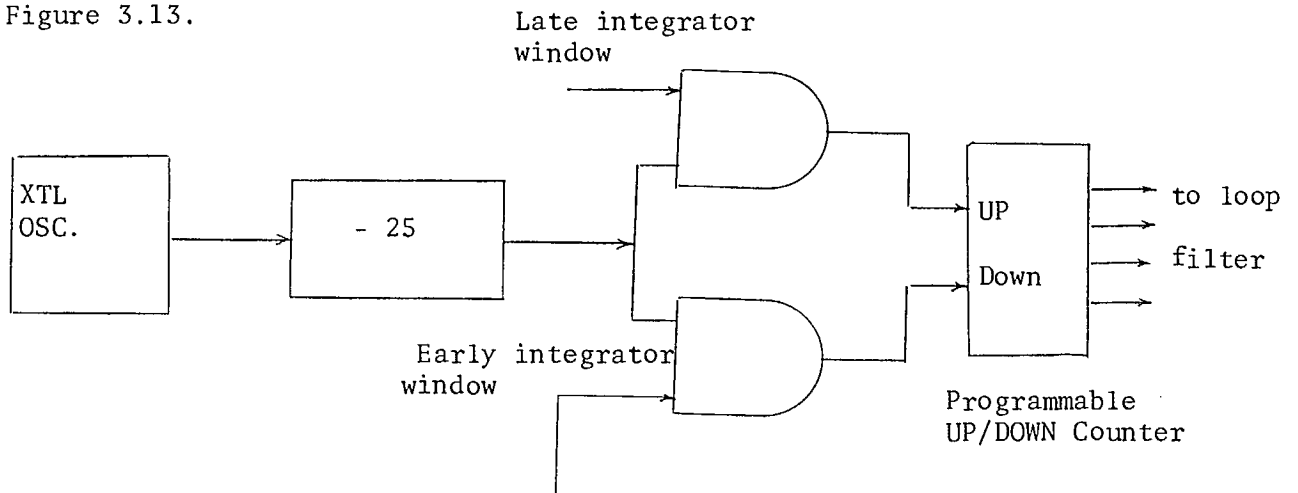 Figure 3.13.
Late integrator
window
XTL
OSC.
- 25
UP
Down
to loop
filter
Early integrator
window
Programmable
UP/DOWN Counter